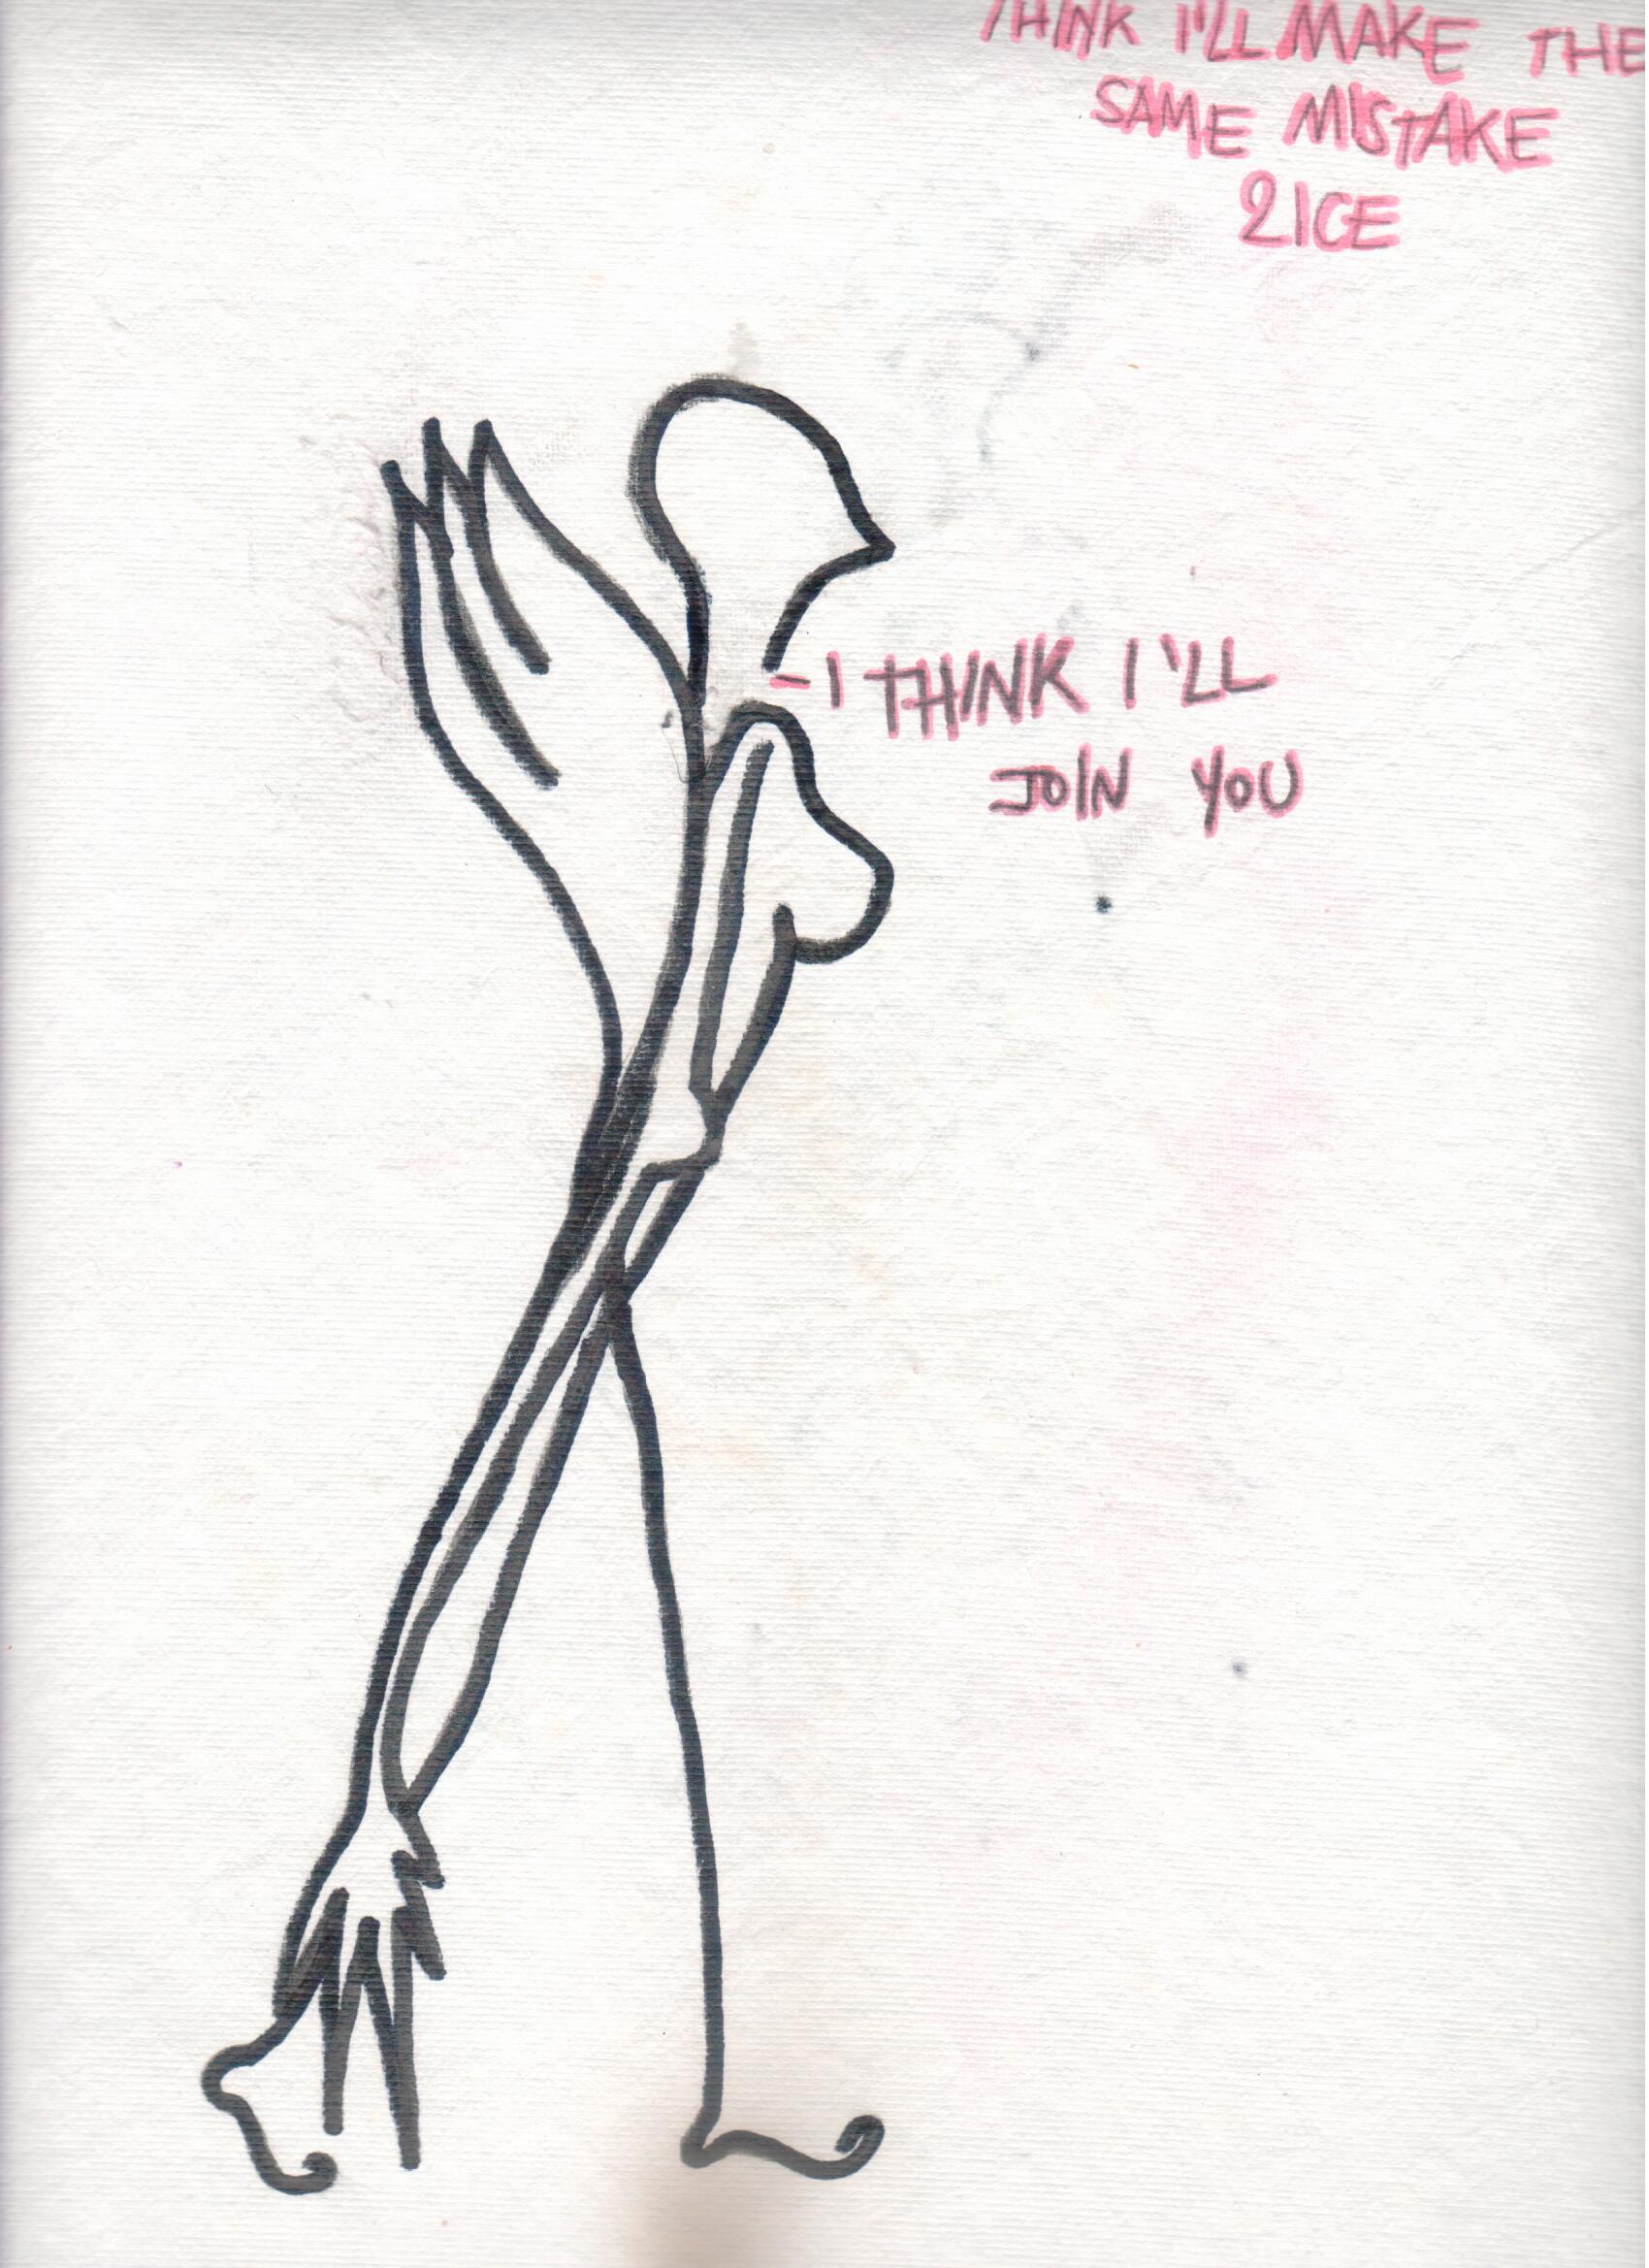 THINK I'LL MAKE THE
SAME MISTAKE
2ICE
- I THINK I'LL
JOIN YOU